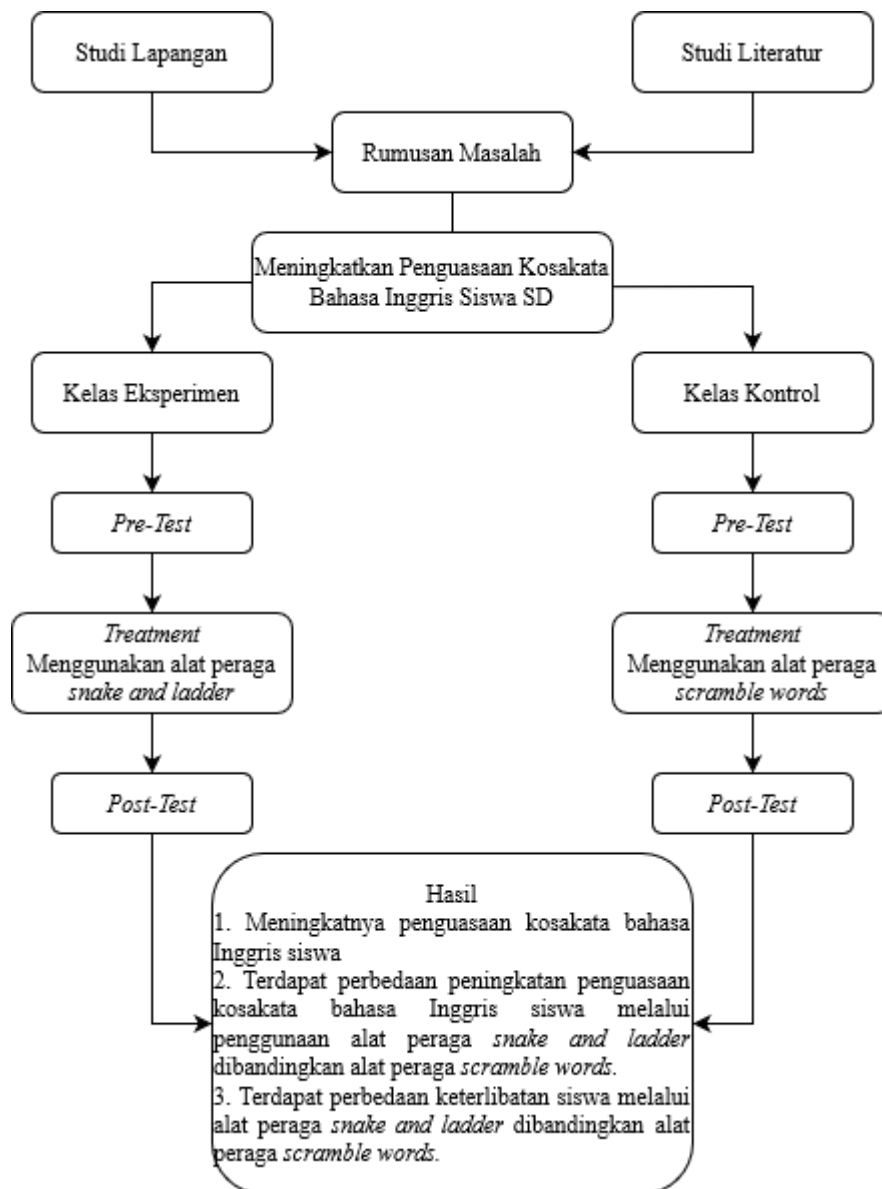 Studi Lapangan
Studi Literatur
Rumusan Masalah
Meningkatkan Penguasaan Kosakata
Bahasa Inggris Siswa SD
Kelas Eksperimen
Kelas Kontrol
Pre-Test
Pre-Test
Treatment
Menggunakan alat peraga
snake and ladder
Treatment
Menggunakan alat peraga
scramble words
Post-Test
Post-Test
Hasil
1. Meningkatnya penguasaan kosakata bahasa
Inggris siswa
2. Terdapat perbedaan peningkatan penguasaan
kosakata bahasa Inggris siswa melalui
penggunaan alat peraga snake and ladder
dibandingkan alat peraga scramble words.
3. Terdapat perbedaan keterlibatan siswa melalui
alat peraga snake and ladder dibandingkan alat
peraga scramble words.